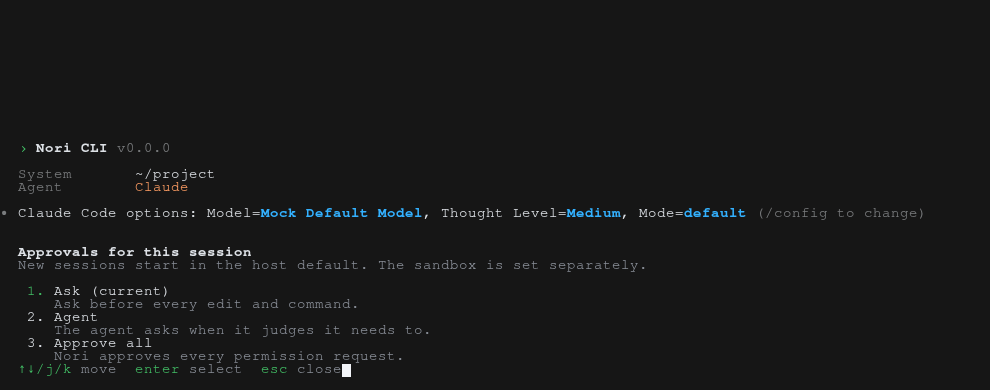 › Nori CLI v0.0.0
System ~/project
Agent Claude
• Claude Code options: Model=Mock Default Model, Thought Level=Medium, Mode=default (/config to change)
Approvals for this session
New sessions start in the host default. The sandbox is set separately.
1. Ask (current)
Ask before every edit and command.
2. Agent
The agent asks when it judges it needs to.
3. Approve all
Nori approves every permission request.
↑↓/j/k move enter select esc close